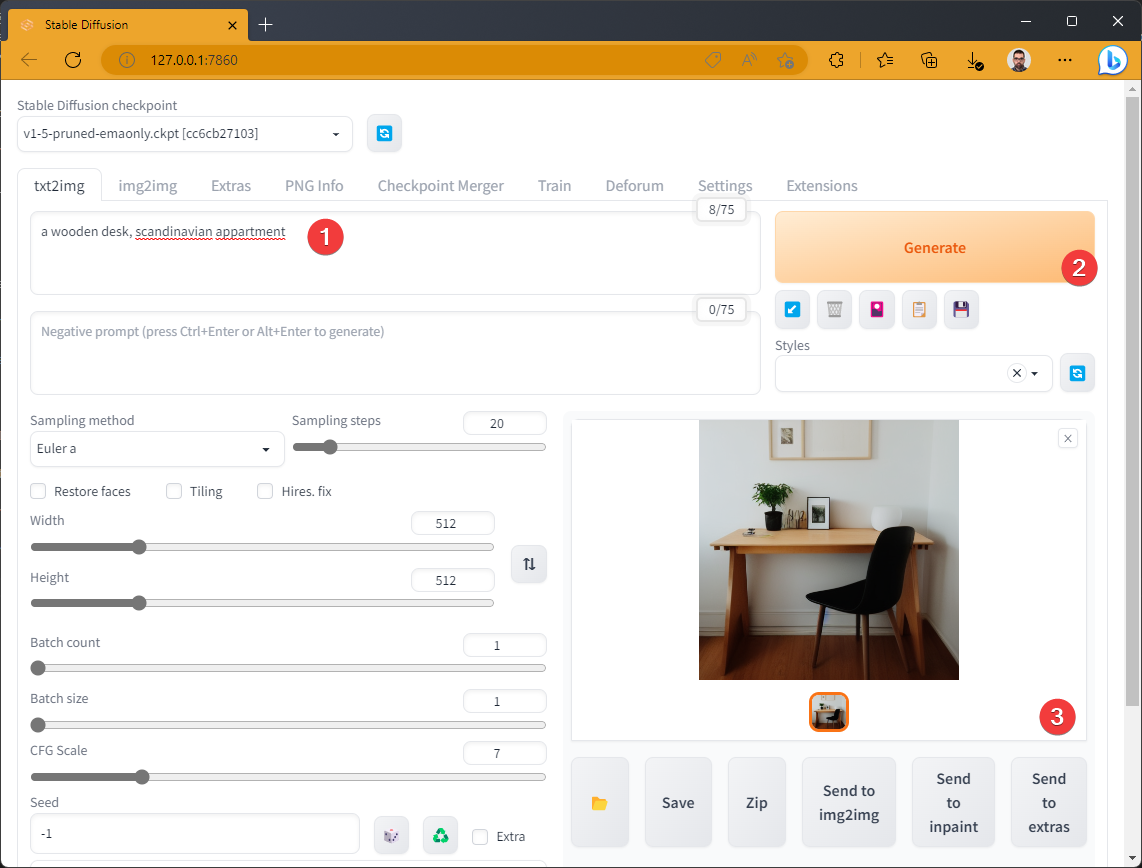 Stable Diffusion
127.0.0.1:7860
Stable Diffusion checkpoint
v1-5-pruned-emaonly.ckpt [cc6cb27103]
txt2img img2img Extras PNG Info Checkpoint Merger Train Deforum Settings Extensions
8/75
a wooden desk, scandinavian appartment
1
Generate
2
0/75
Negative prompt (press Ctrl+Enter or Alt+Enter to generate)
Styles
Sampling method
Euler a
Sampling steps
20
Restore faces Tiling Hires. fix
Width
512
Height
512
Batch count
1
Batch size
1
CFG Scale
7
Seed
-1
Extra
3
Save
Zip
Send to
img2img
Send
to
inpaint
Send
to
extras